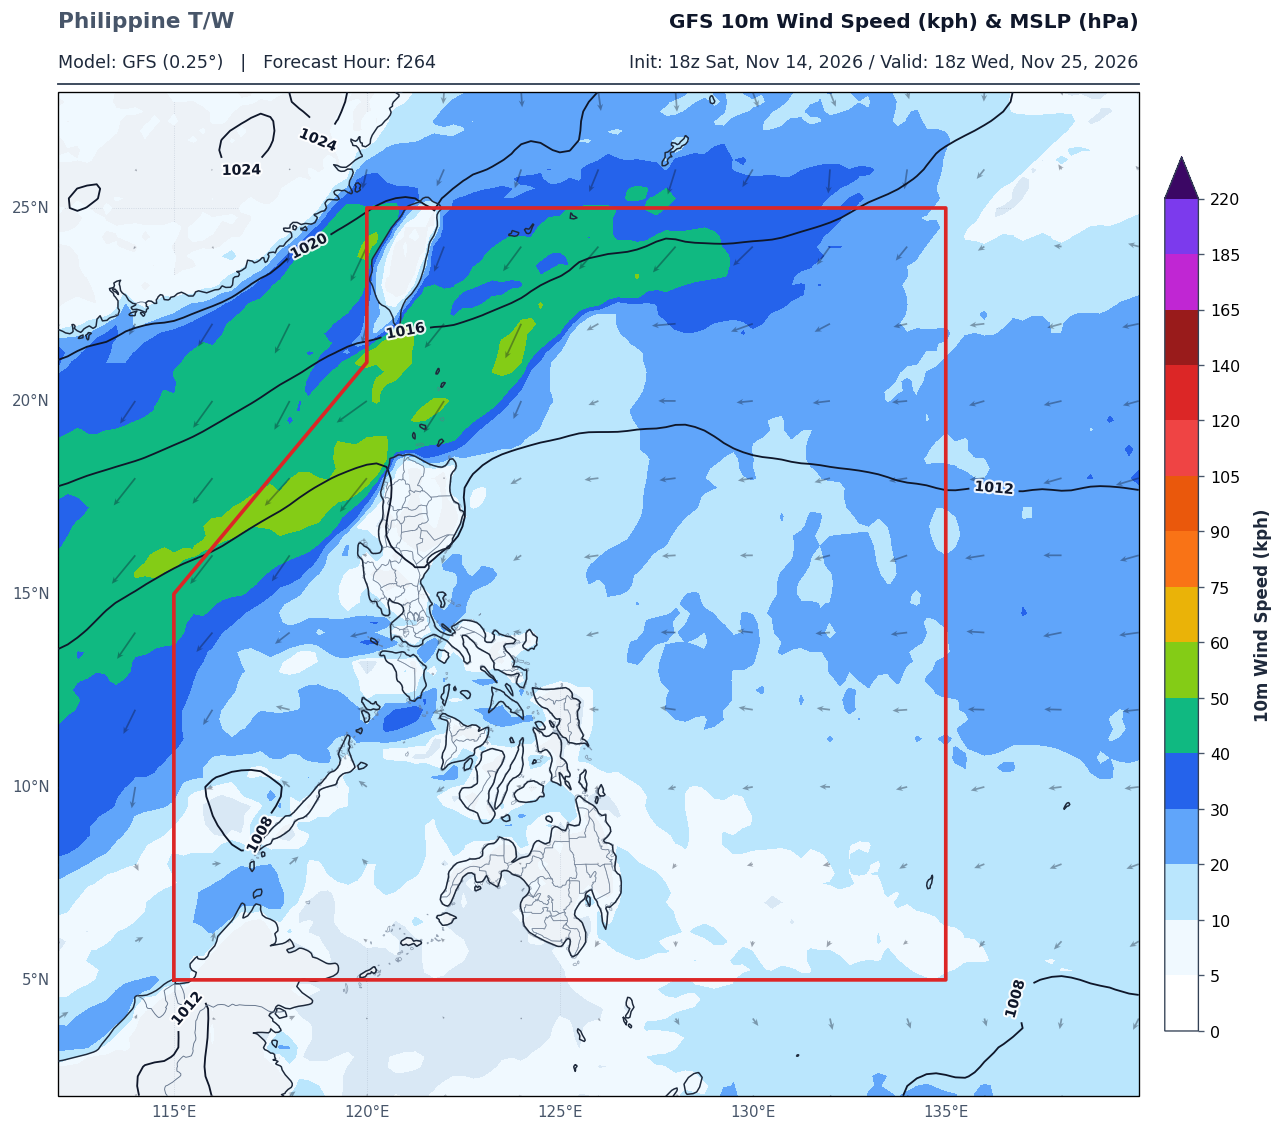 Philippine T/W
GFS 10m Wind Speed (kph) & MSLP (hPa)
Model: GFS (0.25°) | Forecast Hour: f264
Init: 18z Sat, Nov 14, 2026 / Valid: 18z Wed, Nov 25, 2026
1024
1024
1020
1016
1012
1008
1012
1008
25°N
20°N
15°N
10°N
5°N
115°E
120°E
125°E
130°E
135°E
220
185
165
140
120
105
90
75
60
50
40
30
20
10
5
0
10m Wind Speed (kph)